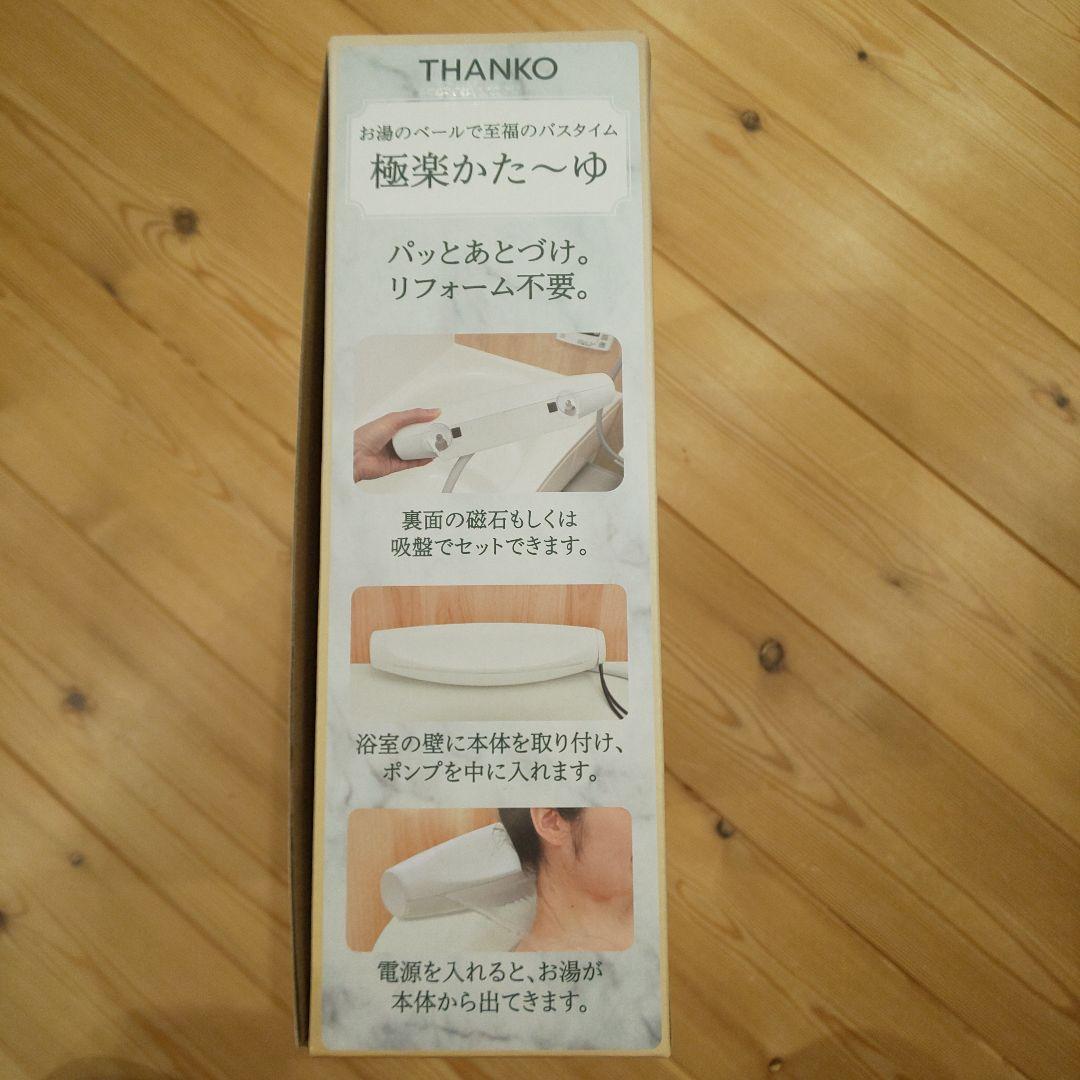 THANKO
お湯のベールで至福のバスタイム
極楽かた～ゆ
パッとあとづけ。
リフォーム不要。
裏面の磁石もしくは
吸盤でセットできます。
浴室の壁に本体を取り付け、
ポンプを中に入れます。
電源を入れると、お湯が
本体から出てきます。